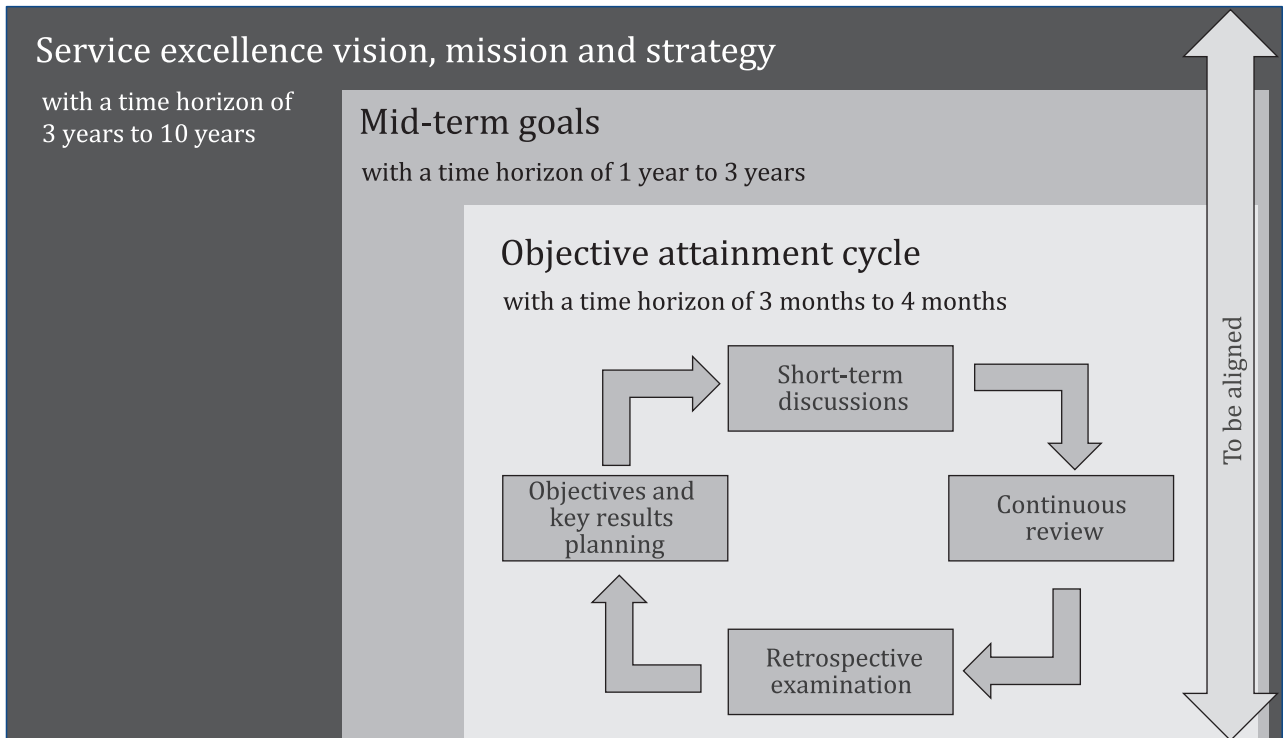 Service excellence vision, mission and strategy
with a time horizon of
3 years to 10 years
Mid-term goals
with a time horizon of 1 year to 3 years
Objective attainment cycle
with a time horizon of 3 months to 4 months
Short-term
discussions
Objectives and
key results
planning
Continuous
review
Retrospective
examination
To be aligned